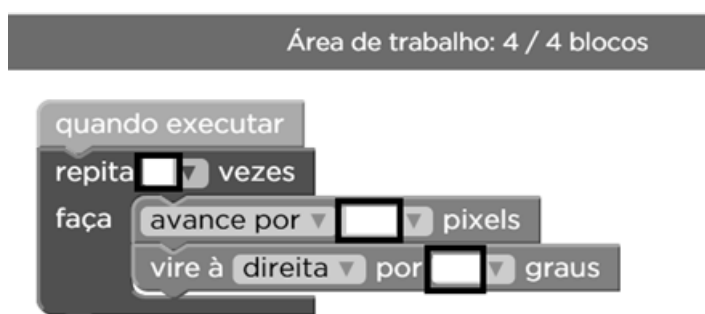 Área de trabalho: 4 / 4 blocos
quando executar
repita vezes
faça avance por pixels
vire à direita por graus